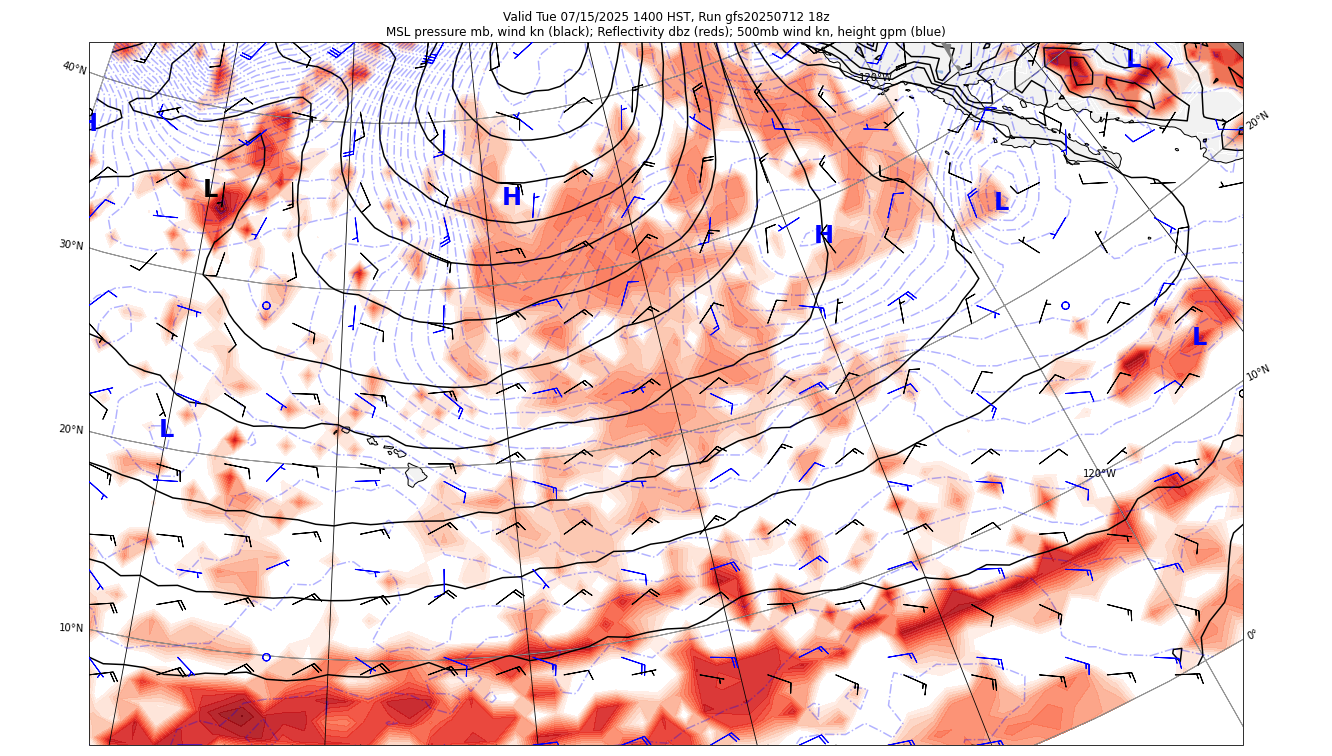 Valid Tue 07/15/2025 1400 HST, Run gfs20250712 18z
MSL pressure mb, wind kn (black); Reflectivity dbz (reds); 500mb wind kn, height gpm (blue)
L
40°N
120°W
H
20°N
L
H
L
H
30°N
L
10°N
L
20°N
120°W
10°N
0°